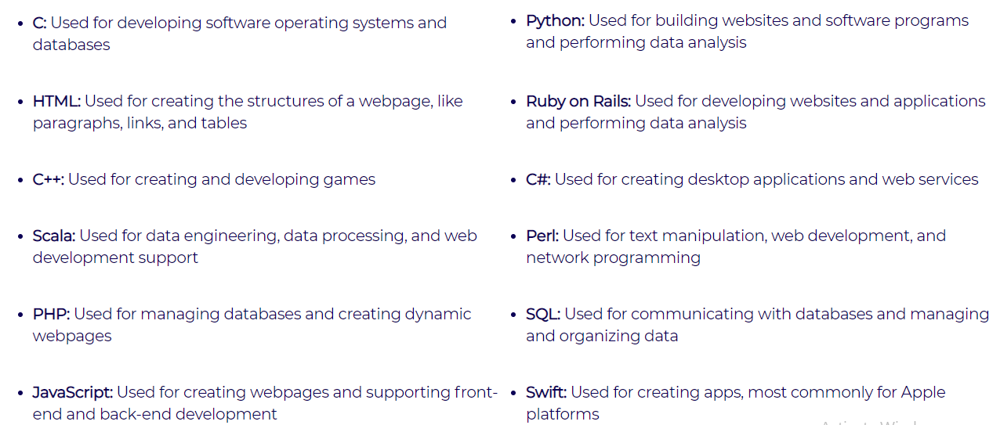 • C: Used for developing software operating systems and
databases
• HTML: Used for creating the structures of a webpage, like
paragraphs, links, and tables
• C++: Used for creating and developing games
• Scala: Used for data engineering, data processing, and web
development support
• PHP: Used for managing databases and creating dynamic
webpages
• JavaScript: Used for creating webpages and supporting front-
end and back-end development
• Python: Used for building websites and software programs
and performing data analysis
• Ruby on Rails: Used for developing websites and applications
and performing data analysis
• C#: Used for creating desktop applications and web services
• Perl: Used for text manipulation, web development, and
network programming
• SQL: Used for communicating with databases and managing
and organizing data
• Swift: Used for creating apps, most commonly for Apple
platforms